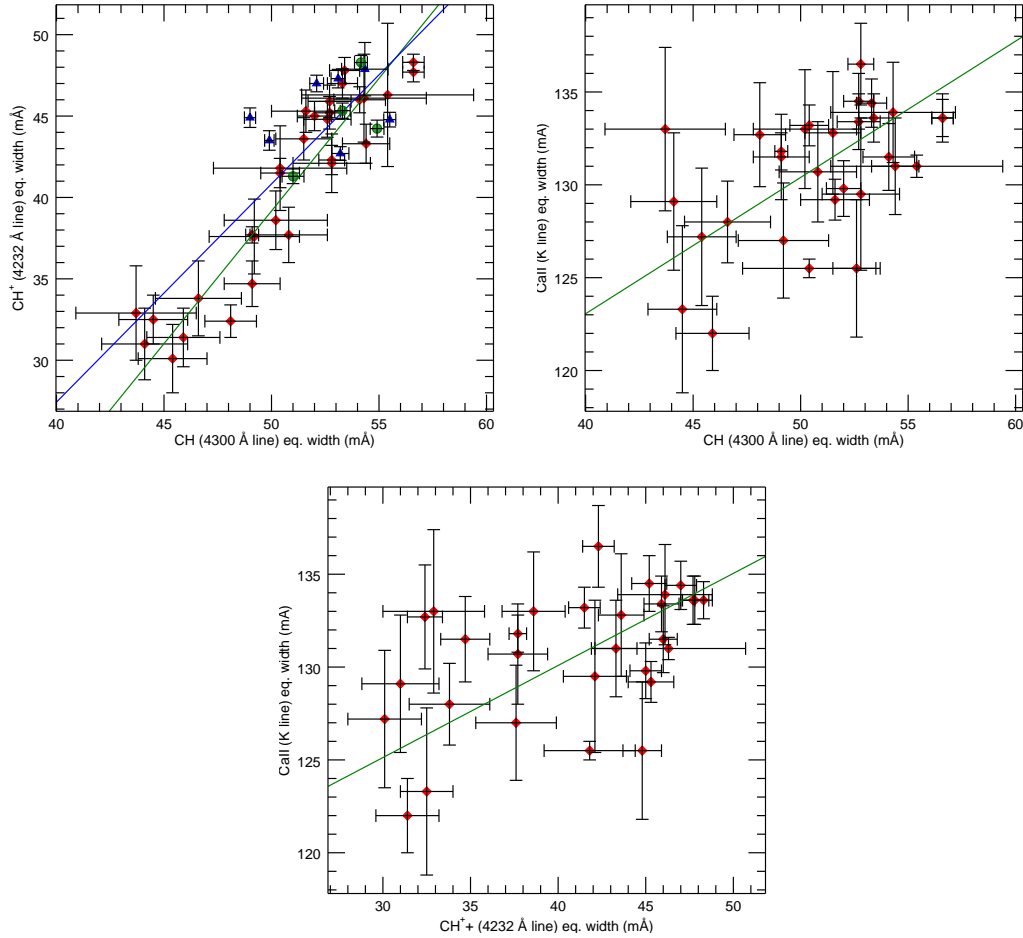 50
45
40
35
30
CH+ (4232 Å line) eq. width (mÅ)
40 45 50 55 60
CH (4300 Å line) eq. width (mÅ)
135
130
125
120
CaII (K line) eq. width (mÅ)
40 45 50 55 60
CH (4300 Å line) eq. width (mÅ)
135
130
125
120
CaII (K line) eq. width (mA)
30 35 40 45 50
CH++ (4232 Å line) eq. width (mÅ)